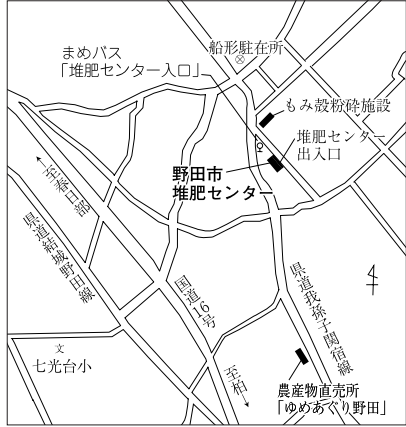 船形駐在所
まめバス
「堆肥センター入口」
もみ殻粉砕施設
堆肥センター
出入口
野田市
堆肥センター
至春日部
県道結城野田線
国道16号
県道我孫子関宿線
文
七光台小
至柏
農産物直売所
「ゆめあぐり野田」